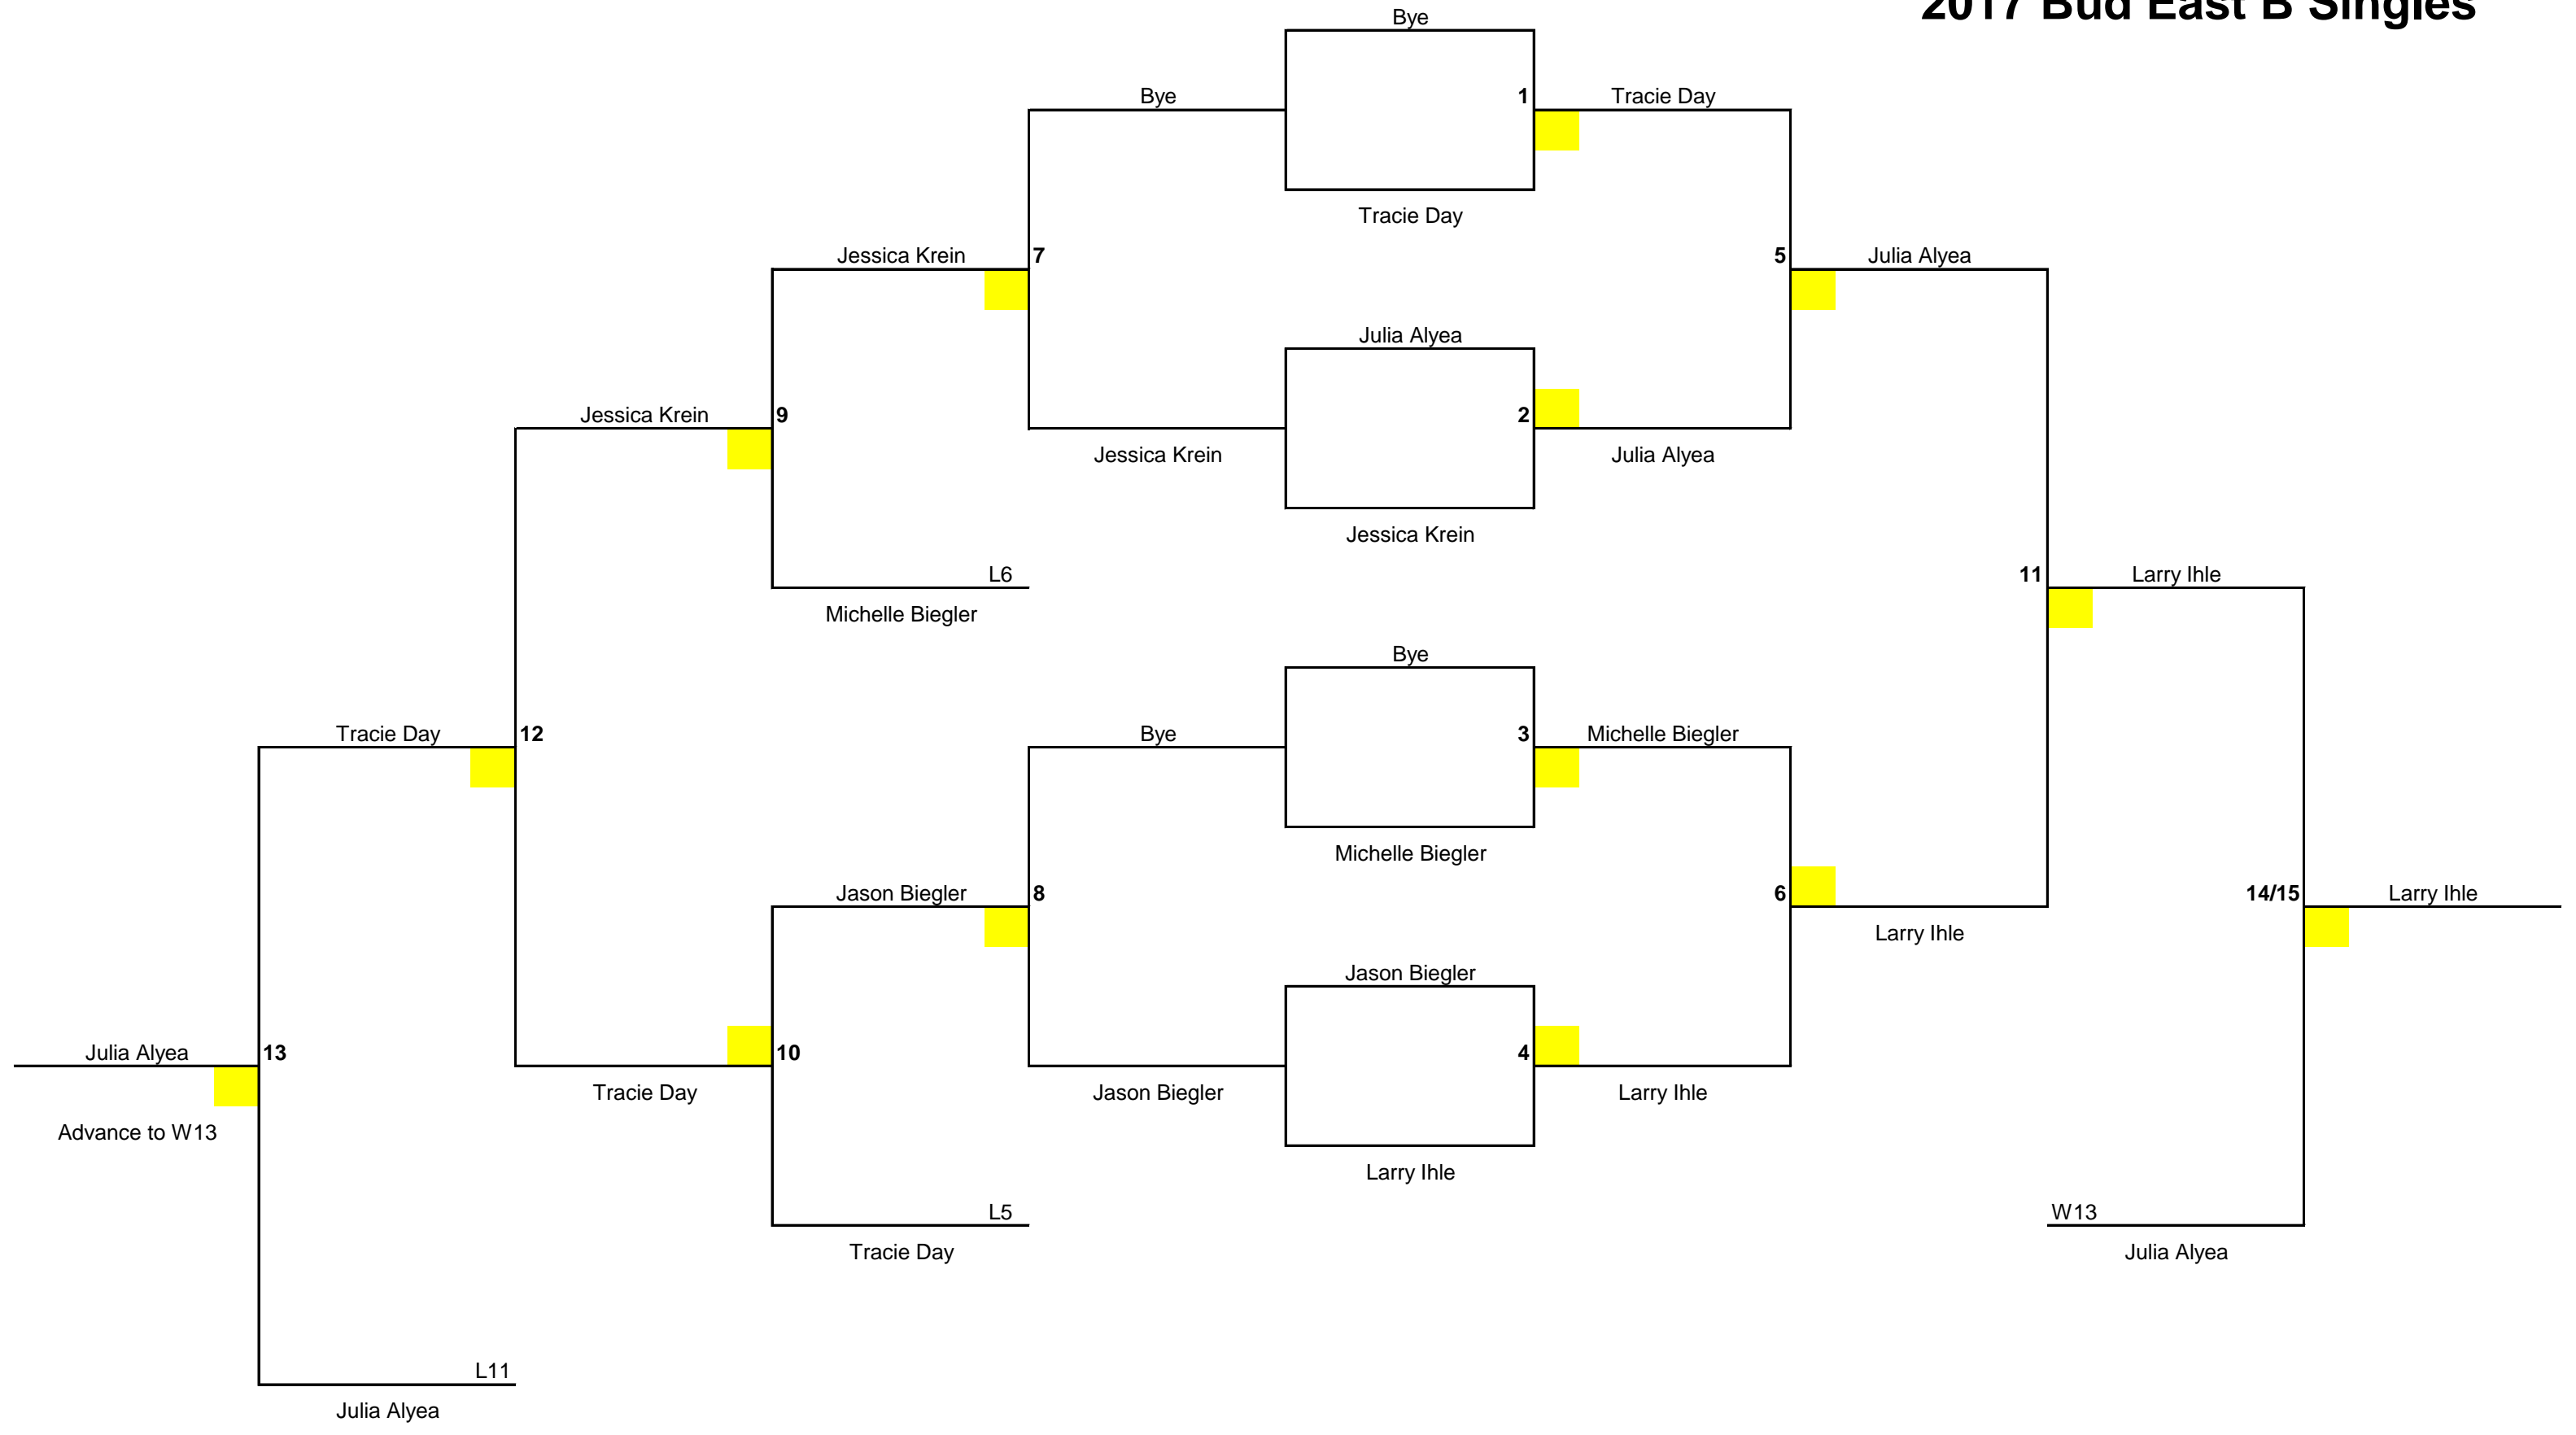 2017 Bud East B Singles
Bye
Bye
1
Tracie Day
Tracie Day
Jessica Krein
7
5
Julia Alyea
Julia Alyea
Jessica Krein
9
2
Jessica Krein
Julia Alyea
Jessica Krein
L6
11
Larry Ihle
Michelle Biegler
Bye
Tracie Day
12
Bye
3
Michelle Biegler
Michelle Biegler
Jason Biegler
8
6
14/15
Larry Ihle
Larry Ihle
Jason Biegler
Julia Alyea
13
10
4
Tracie Day
Jason Biegler
Larry Ihle
Advance to W13
Larry Ihle
L5
W13
Tracie Day
Julia Alyea
L11
Julia Alyea